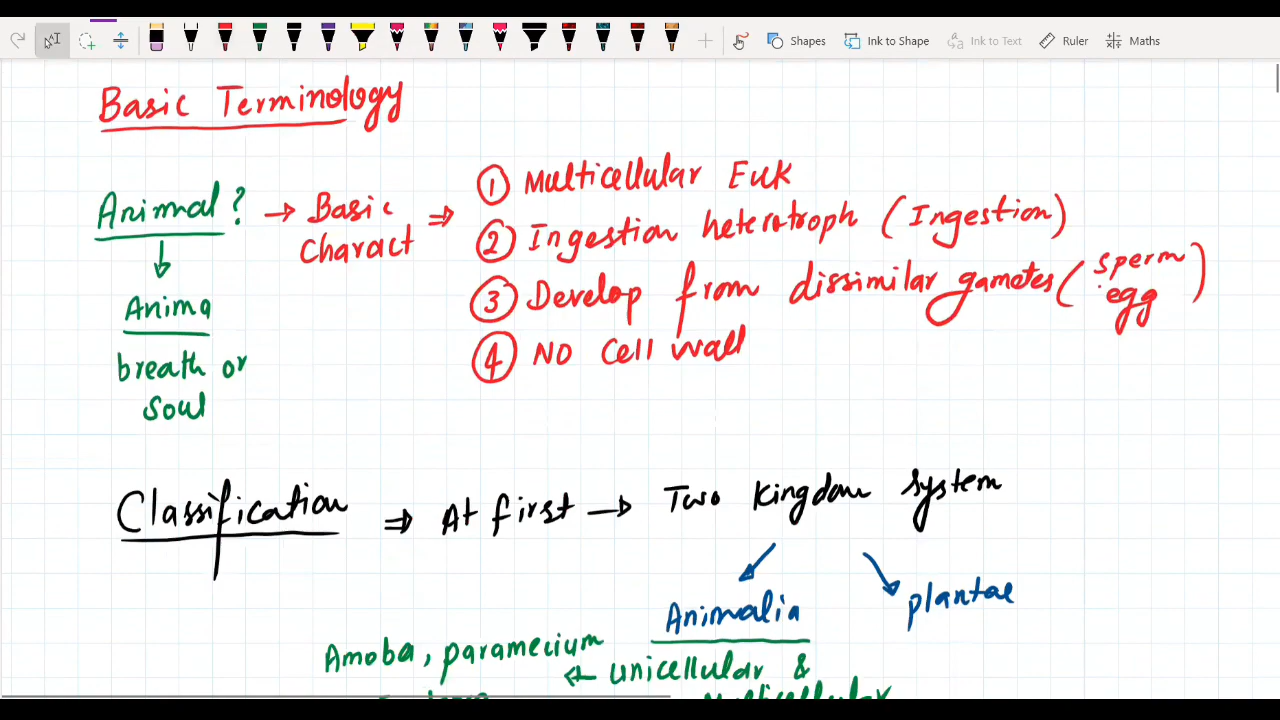 Shapes Ink to Shape Ink to Text Ruler Maths
Basic Terminology
Animal? → Basic Charact ⇒
① Multicellular Euk
② Ingestion heterotroph (Ingestion)
③ Develop from dissimilar gametes (sperm egg)
④ NO Cell wall
Anima
breath or
soul
Classification ⇒ At first → Two kingdom system
Animalia
plantae
Amoba, paramecium ← unicellular &
Multicellular